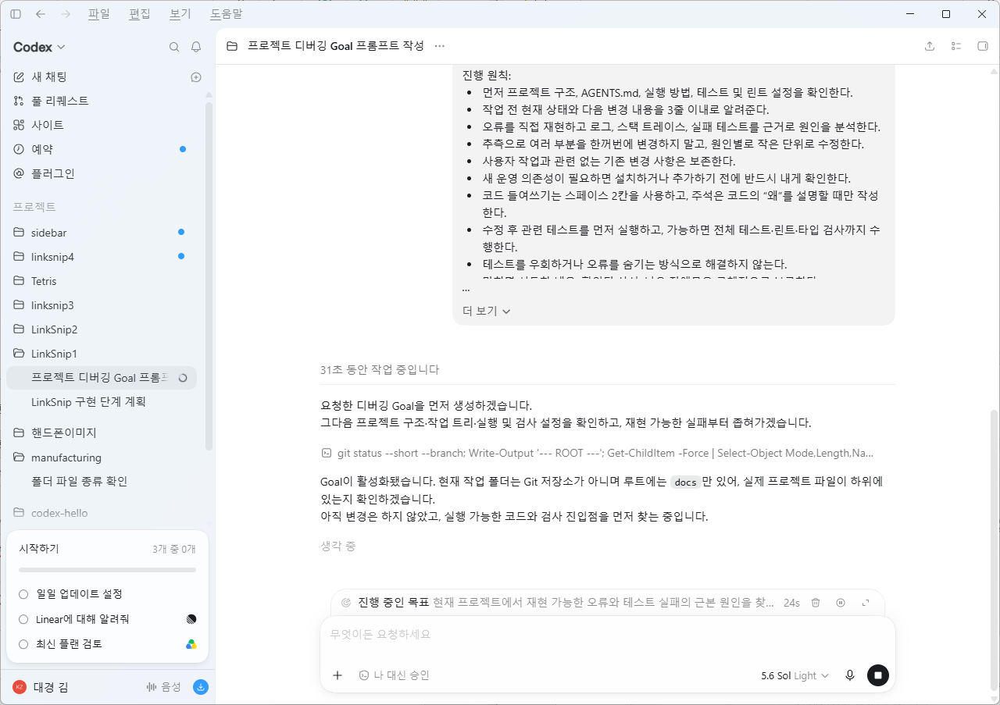 파일 편집 보기 도움말
Codex
새 채팅
풀 리퀘스트
사이트
예약
플러그인
프로젝트
sidebar
linksnip4
Tetris
linksnip3
LinkSnip2
LinkSnip1
프로젝트 디버깅 Goal 프롬프
LinkSnip 구현 단계 계획
핸드폰이미지
manufacturing
폴더 파일 종류 확인
codex-hello
시작하기 3개 중 0개
일일 업데이트 설정
Linear에 대해 알려줘
최신 플랜 검토
KZ 대경 김 음성
프로젝트 디버깅 Goal 프롬프트 작성 ...
진행 원칙:
• 먼저 프로젝트 구조, AGENTS.md, 실행 방법, 테스트 및 린트 설정을 확인한다.
• 작업 전 현재 상태와 다음 변경 내용을 3줄 이내로 알려준다.
• 오류를 직접 재현하고 로그, 스택 트레이스, 실패 테스트를 근거로 원인을 분석한다.
• 추측으로 여러 부분을 한꺼번에 변경하지 말고, 원인별로 작은 단위로 수정한다.
• 사용자 작업과 관련 없는 기존 변경 사항은 보존한다.
• 새 운영 의존성이 필요하면 설치하거나 추가하기 전에 반드시 내게 확인한다.
• 코드 들여쓰기는 스페이스 2칸을 사용하고, 주석은 코드의 “왜”를 설명할 때만 작성
한다.
• 수정 후 관련 테스트를 먼저 실행하고, 가능하면 전체 테스트·린트·타입 검사까지 수
행한다.
• 테스트를 우회하거나 오류를 숨기는 방식으로 해결하지 않는다.
...
더 보기
31초 동안 작업 중입니다
요청한 디버깅 Goal을 먼저 생성하겠습니다.
그다음 프로젝트 구조·작업 트리·실행 및 검사 설정을 확인하고, 재현 가능한 실패부터 좁혀가겠습니다.
git status --short --branch; Write-Output '--- ROOT ---'; Get-ChildItem -Force | Select-Object Mode,Length,Na...
Goal이 활성화됐습니다. 현재 작업 폴더는 Git 저장소가 아니며 루트에는 docs 만 있어, 실제 프로젝트 파일이 하위에
있는지 확인하겠습니다.
아직 변경은 하지 않았고, 실행 가능한 코드와 검사 진입점을 먼저 찾는 중입니다.
생각 중
진행 중인 목표 현재 프로젝트에서 재현 가능한 오류와 테스트 실패의 근본 원인을 찾... 24s
무엇이든 요청하세요
나 대신 승인 5.6 Sol Light